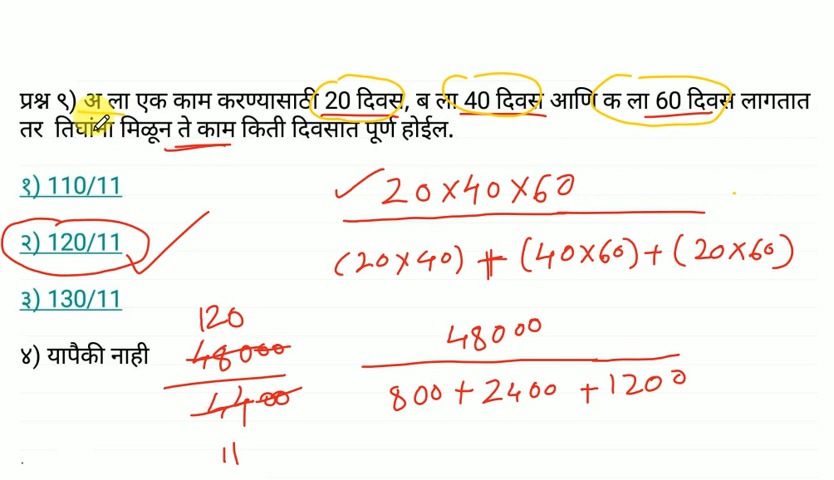 प्रश्न ९) अ ला एक काम करण्यासाठी 20 दिवस, ब ला 40 दिवस आणि क ला 60 दिवस लागतात
तर तिघांना मिळून ते काम किती दिवसात पूर्ण होईल.
१) 110/11
20×40×60
२) 120/11
(20×40) + (40×60) + (20×60)
३) 130/11
120
48000
४) यापैकी नाही
48000
800 + 2400 + 1200
4400
11